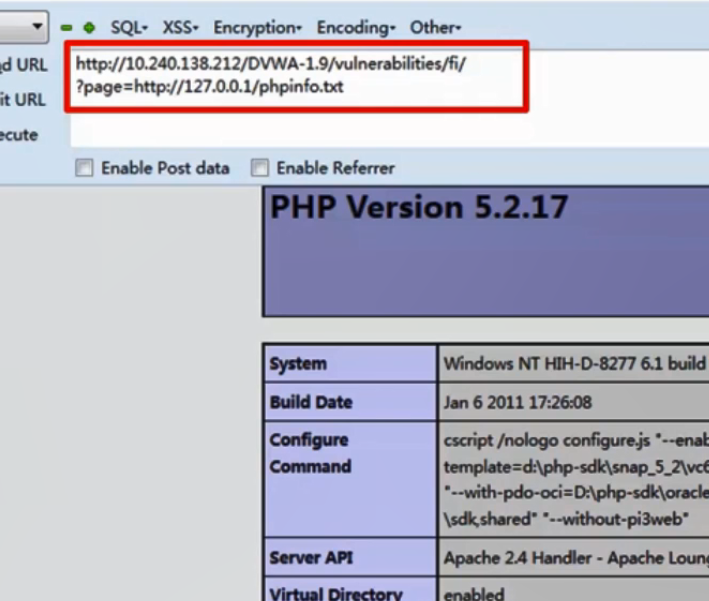 SQL- XSS- Encryption- Encoding- Other-
URL
http://10.240.138.212/DVWA-1.9/vulnerabilities/fi/
?page=http://127.0.0.1/phpinfo.txt
URL
Enable Post data Enable Referrer
PHP Version 5.2.17
System Windows NT HIH-D-8277 6.1 build
Build Date Jan 6 2011 17:26:08
Configure Command cscript /nologo configure.js "--enab
template=d:\php-sdk\snap_5_2\vc6
"--with-pdo-oci=D:\php-sdk\oracle
\sdk,shared" "--without-pi3web"
Server API Apache 2.4 Handler - Apache Loung
Virtual Directory enabled